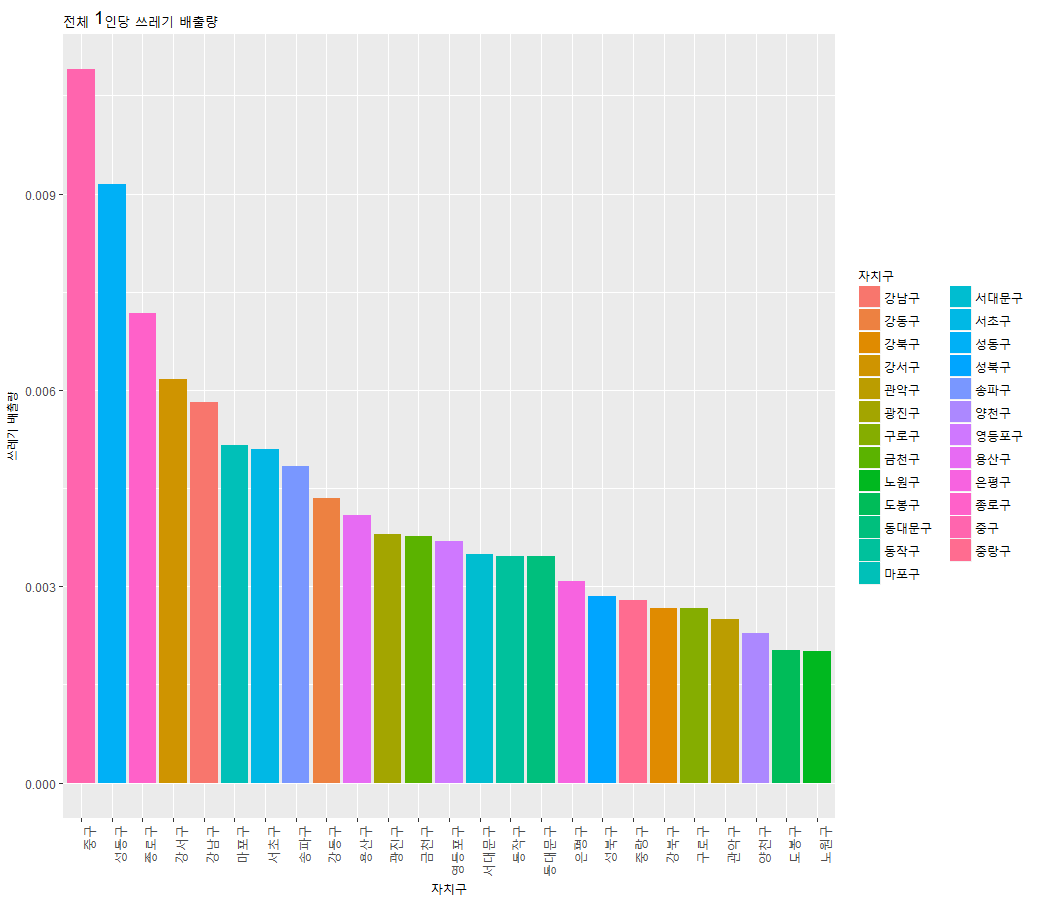 전체 1인당 쓰레기 배출량
쓰레기 배출량
0.009
0.006
0.003
0.000
중구
성동구
종로구
강서구
강남구
마포구
서초구
송파구
강동구
용산구
광진구
금천구
영등포구
서대문구
동작구
동대문구
은평구
성북구
중랑구
강북구
구로구
관악구
양천구
도봉구
노원구
자치구
자치구
강남구
강동구
강북구
강서구
관악구
광진구
구로구
금천구
노원구
도봉구
동대문구
동작구
마포구
서대문구
서초구
성동구
성북구
송파구
양천구
영등포구
용산구
은평구
종로구
중구
중랑구